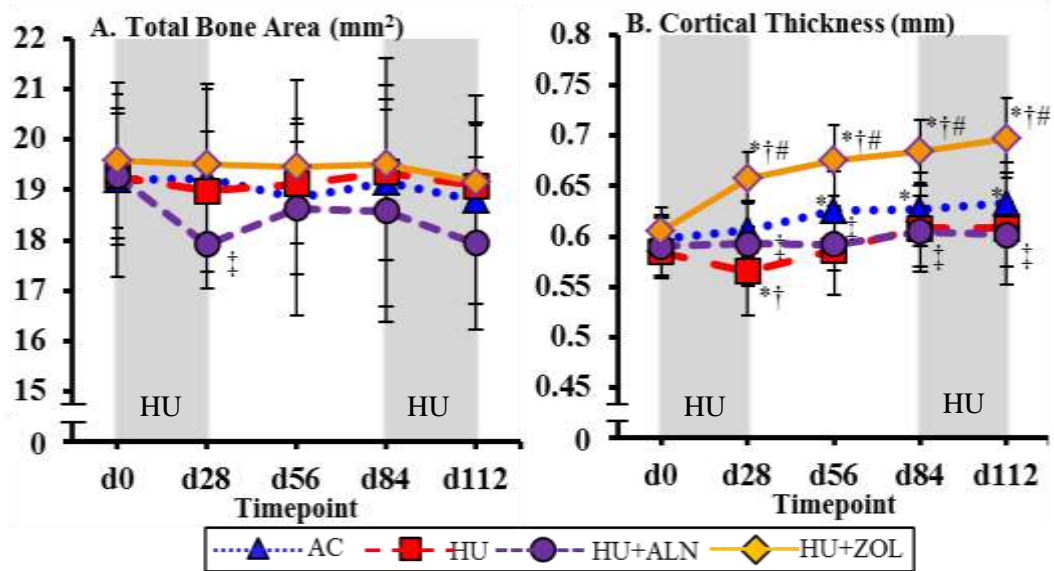 A. Total Bone Area (mm²)
22
21
20
19
18
17
16
15
0
‡
HU
HU
d0 d28 d56 d84 d112
Timepoint
B. Cortical Thickness (mm)
0.8
0.75
0.7
0.65
0.6
0.55
0.5
0.45
0
*†#
*†#
*†#
*†#
*
*
*
‡
‡
‡
‡
*†
HU
HU
d0 d28 d56 d84 d112
Timepoint
AC HU HU+ALN HU+ZOL